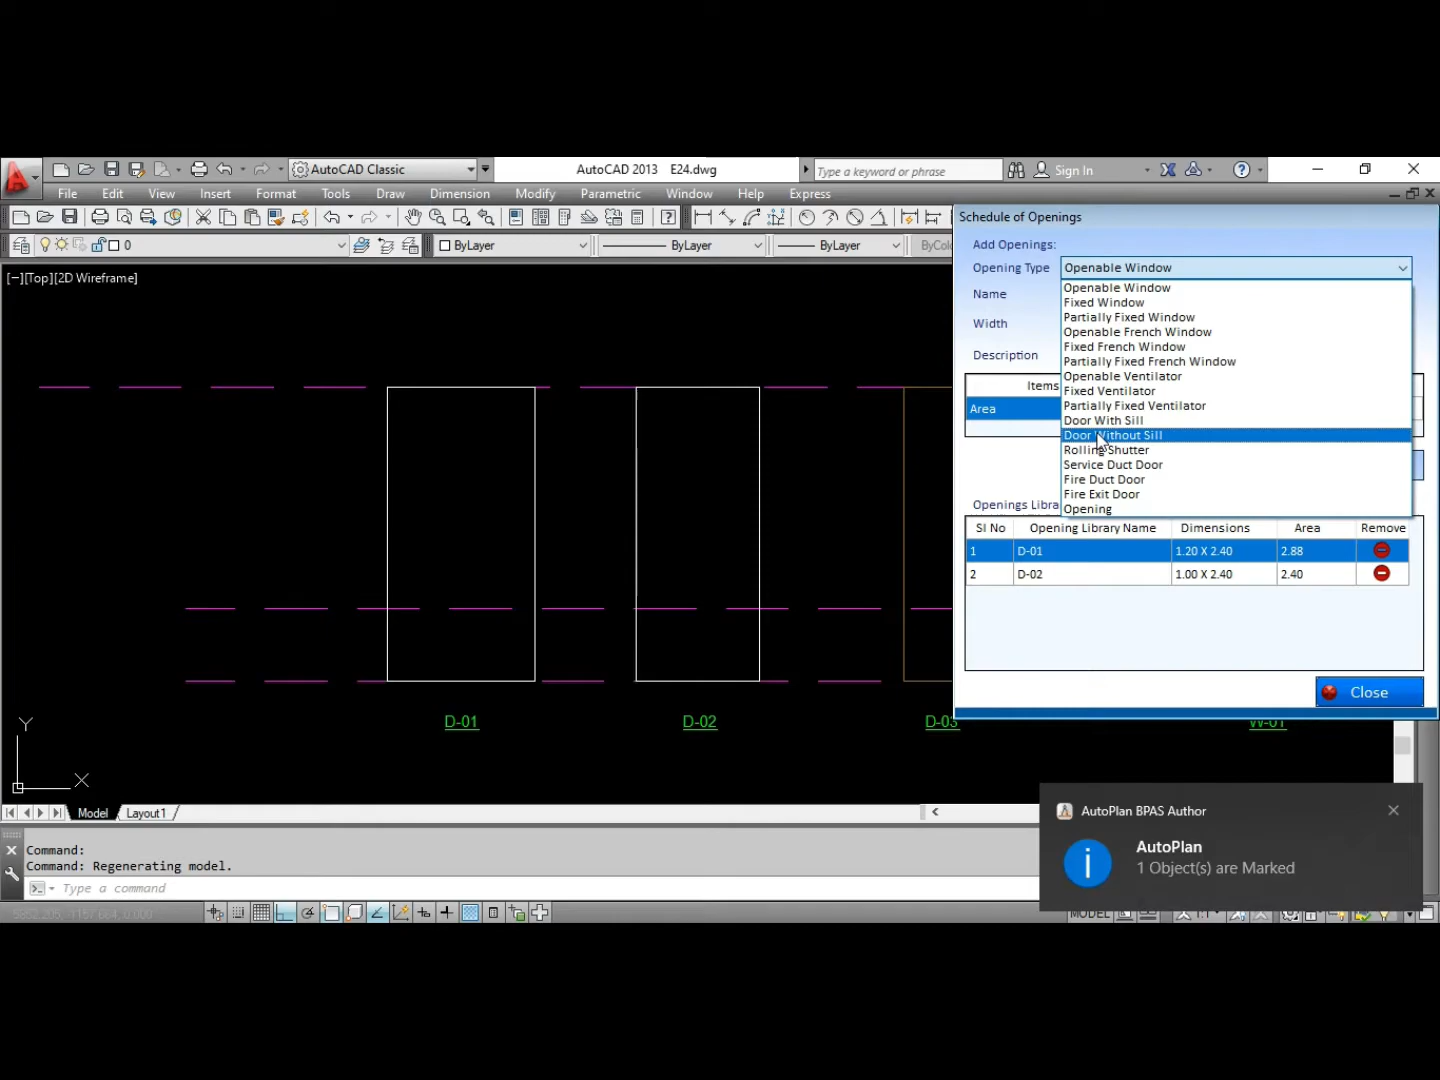 AutoCAD Classic
AutoCAD 2013 E24.dwg
Type a keyword or phrase
Sign In
File Edit View Insert Format Tools Draw Dimension Modify Parametric Window Help Express
0
ByLayer
ByLayer
ByLayer
ByColo
[−][Top][2D Wireframe]
Schedule of Openings
Add Openings:
Opening Type Openable Window
Name
Width
Description
Openable Window
Fixed Window
Partially Fixed Window
Openable French Window
Fixed French Window
Partially Fixed French Window
Openable Ventilator
Fixed Ventilator
Partially Fixed Ventilator
Door With Sill
Door Without Sill
Rolling Shutter
Service Duct Door
Fire Duct Door
Fire Exit Door
Opening
Items
Area
Openings Libra
SI No Opening Library Name Dimensions Area Remove
1 D-01 1.20 X 2.40 2.88
2 D-02 1.00 X 2.40 2.40
Close
D-01 D-02 D-03 W-01
Y
X
Model Layout1
Command:
Command: Regenerating model.
Type a command
AutoPlan BPAS Author
AutoPlan
1 Object(s) are Marked
MODEL
1:1